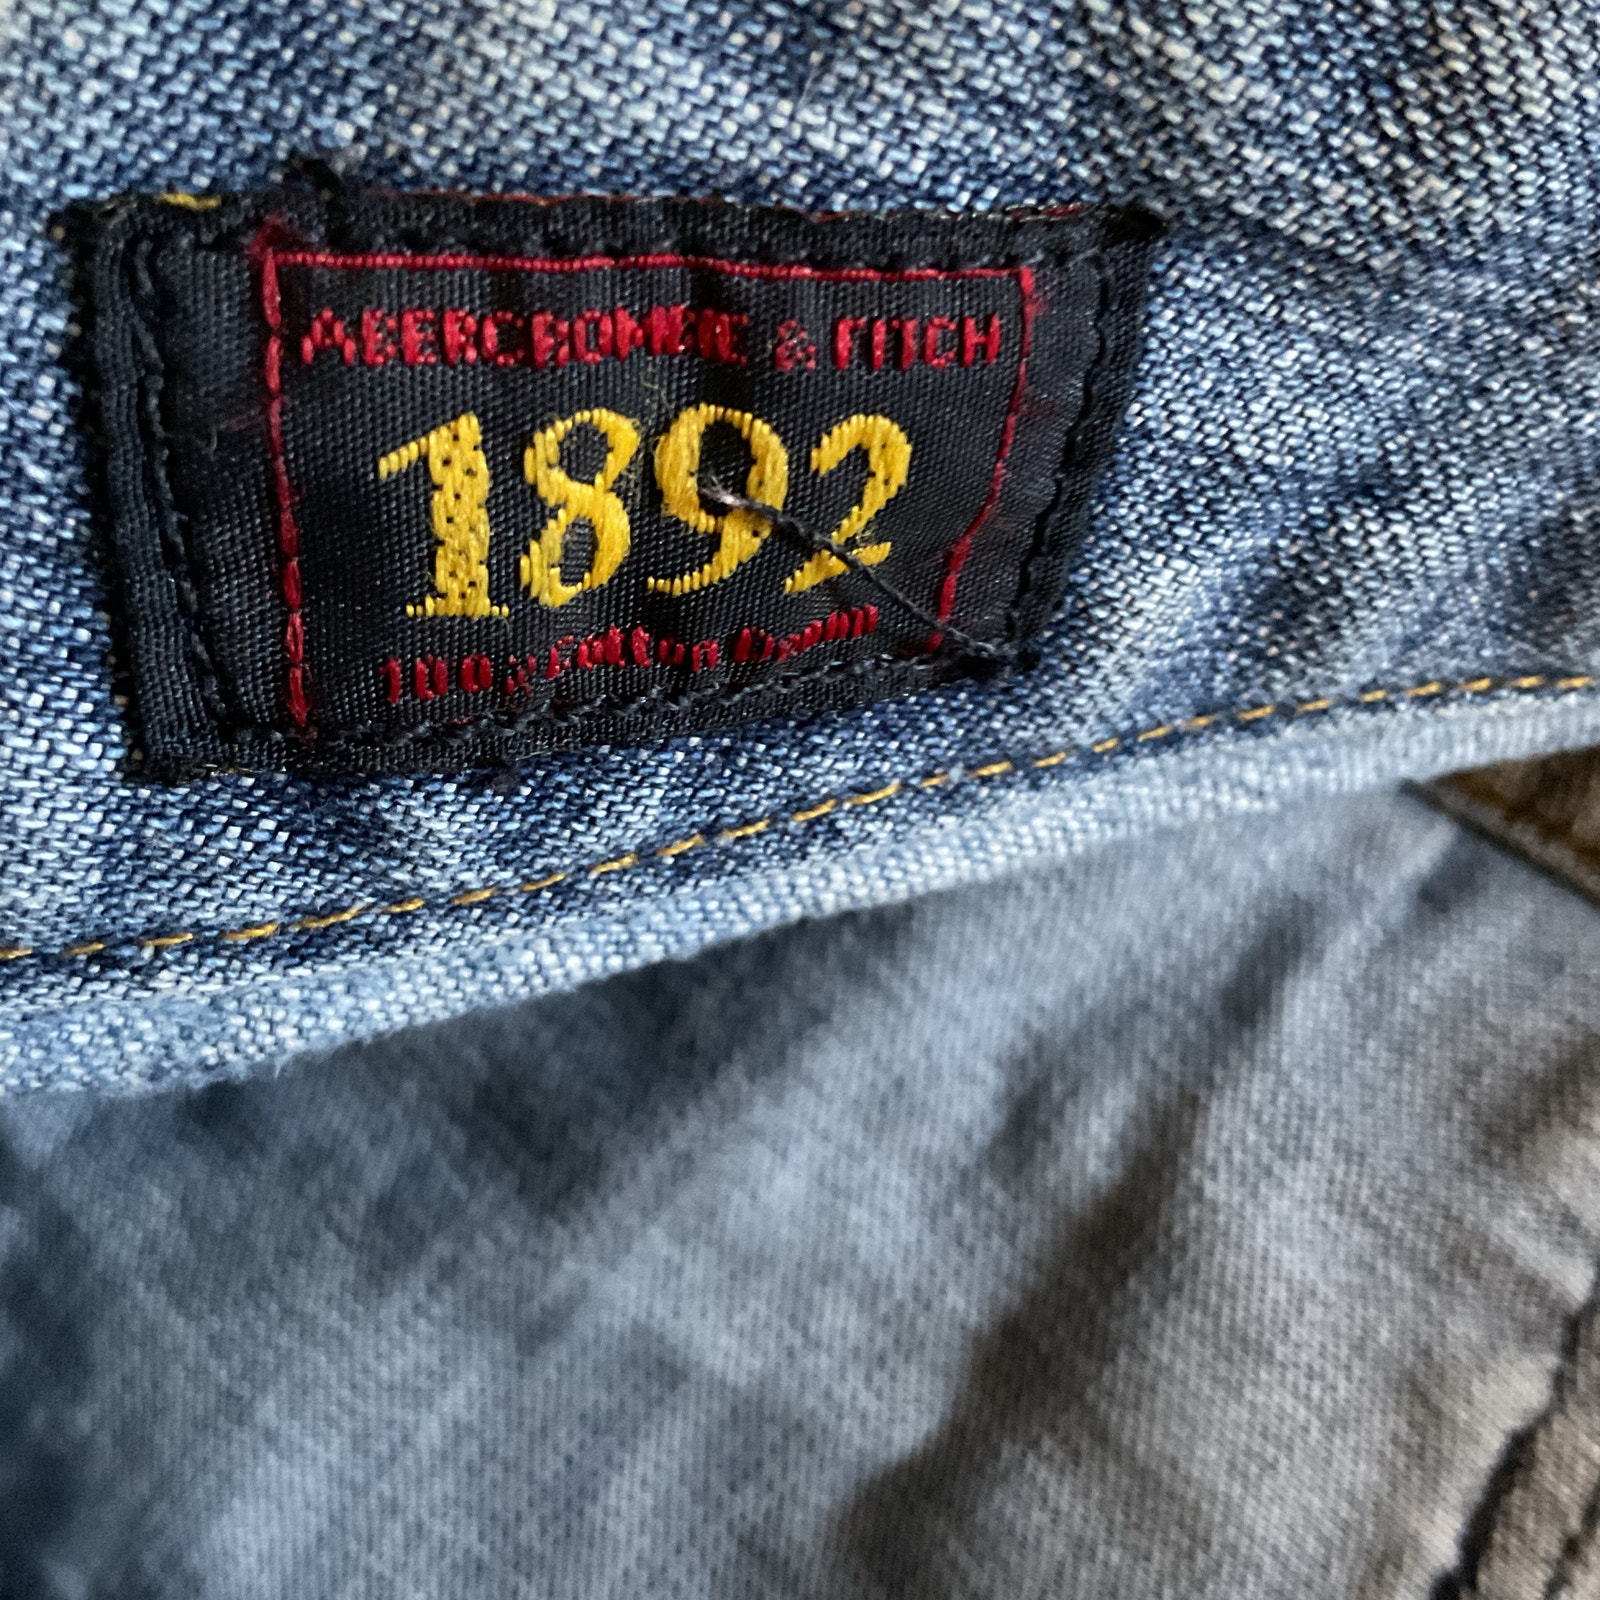 ABERCROMBIE & FITCH
1892
100% Cotton Denim